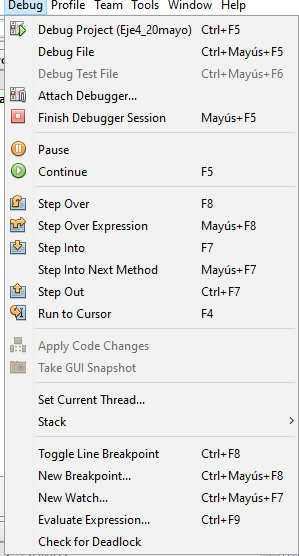 Debug Profile Team Tools Window Help
Debug Project (Eje4_20mayo) Ctrl+F5
Debug File Ctrl+Mayús+F5
Debug Test File Ctrl+Mayús+F6
Attach Debugger...
Finish Debugger Session Mayús+F5
Pause
Continue F5
Step Over F8
Step Over Expression Mayús+F8
Step Into F7
Step Into Next Method Mayús+F7
Step Out Ctrl+F7
Run to Cursor F4
Apply Code Changes
Take GUI Snapshot
Set Current Thread...
Stack
Toggle Line Breakpoint Ctrl+F8
New Breakpoint... Ctrl+Mayús+F8
New Watch... Ctrl+Mayús+F7
Evaluate Expression... Ctrl+F9
Check for Deadlock